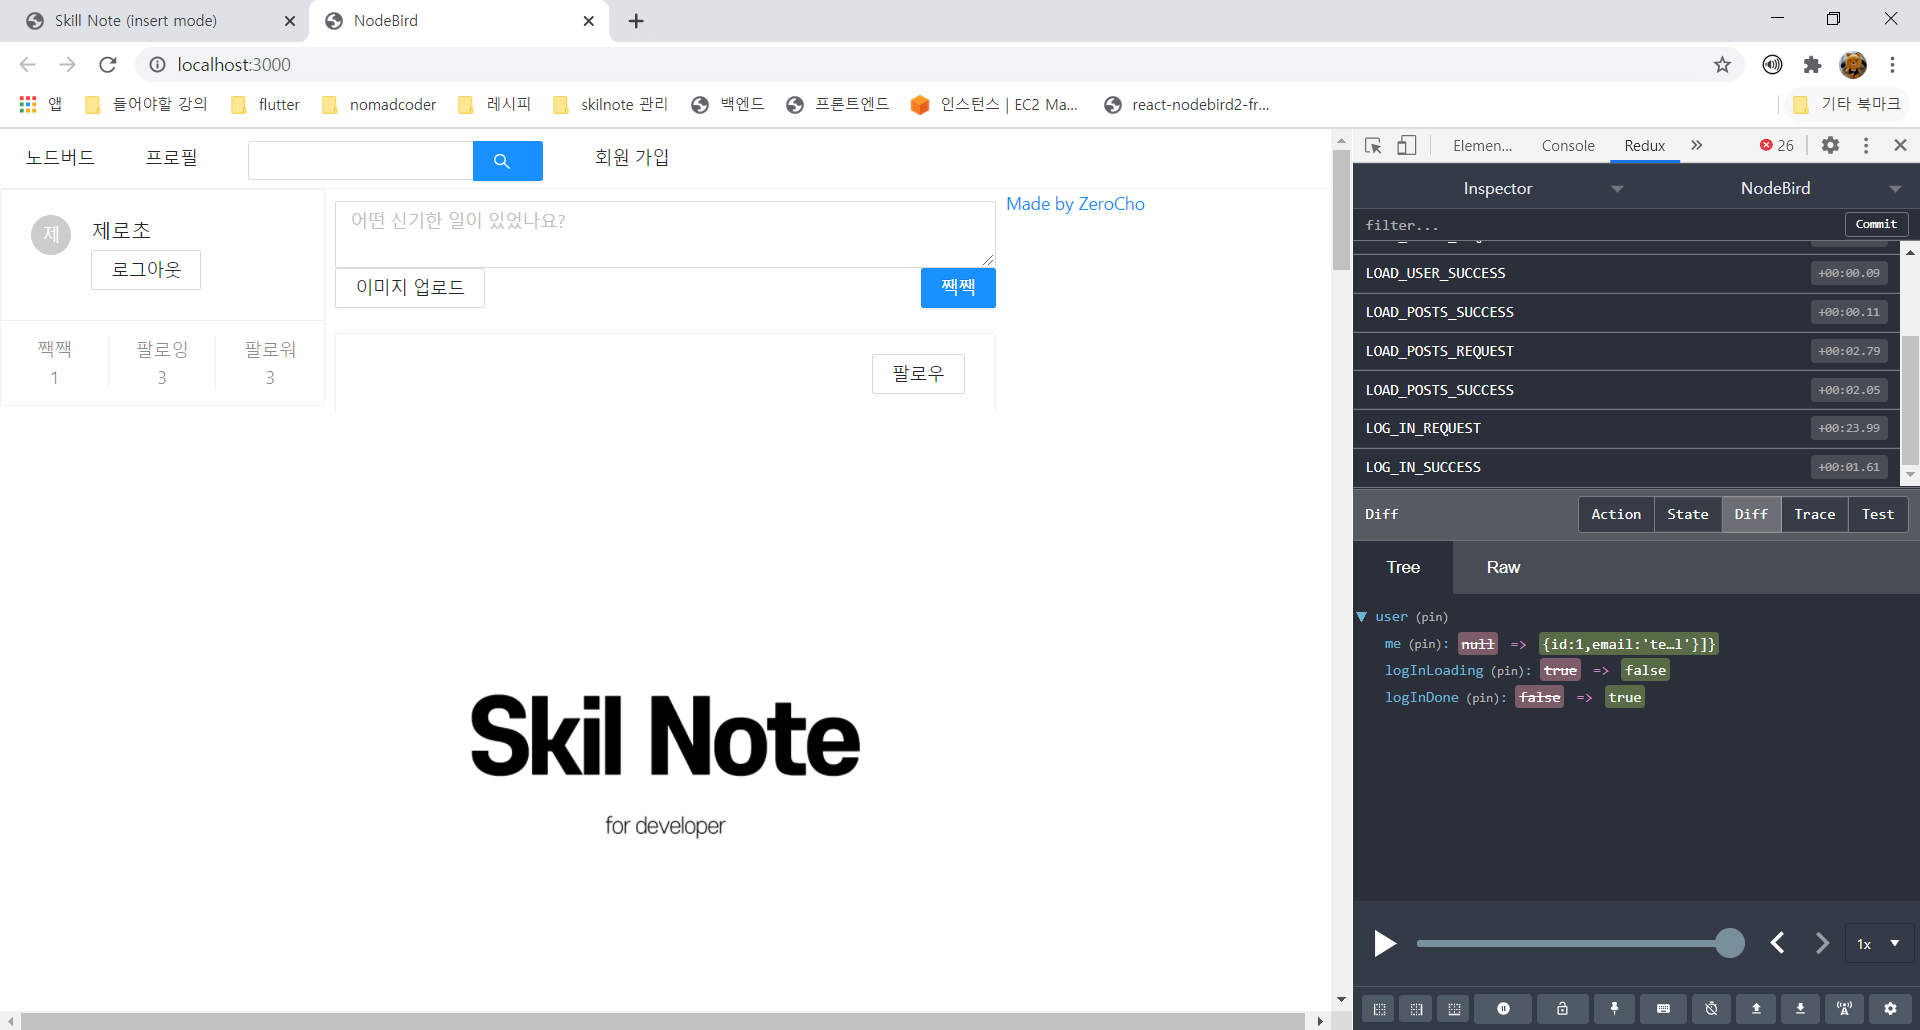 Skill Note (insert mode)
NodeBird
localhost:3000
앱
들어야할 강의
flutter
nomadcoder
레시피
skilnote 관리
백엔드
프론트엔드
인스턴스 | EC2 Ma...
react-nodebird2-fr...
기타 북마크
노드버드
프로필
회원 가입
제
제로초
로그아웃
짹짹
팔로잉
팔로워
1
3
3
어떤 신기한 일이 있었나요?
이미지 업로드
짹짹
팔로우
Made by ZeroCho
Skil Note
for developer
Elemen...
Console
Redux
26
Inspector
NodeBird
filter...
Commit
LOAD_USER_SUCCESS
+00:00.09
LOAD_POSTS_SUCCESS
+00:00.11
LOAD_POSTS_REQUEST
+00:02.79
LOAD_POSTS_SUCCESS
+00:02.05
LOG_IN_REQUEST
+00:23.99
LOG_IN_SUCCESS
+00:01.61
Diff
Action
State
Diff
Trace
Test
Tree
Raw
user (pin)
me (pin): null => {id:1,email:'te…l'}]}
logInLoading (pin): true => false
logInDone (pin): false => true
1x